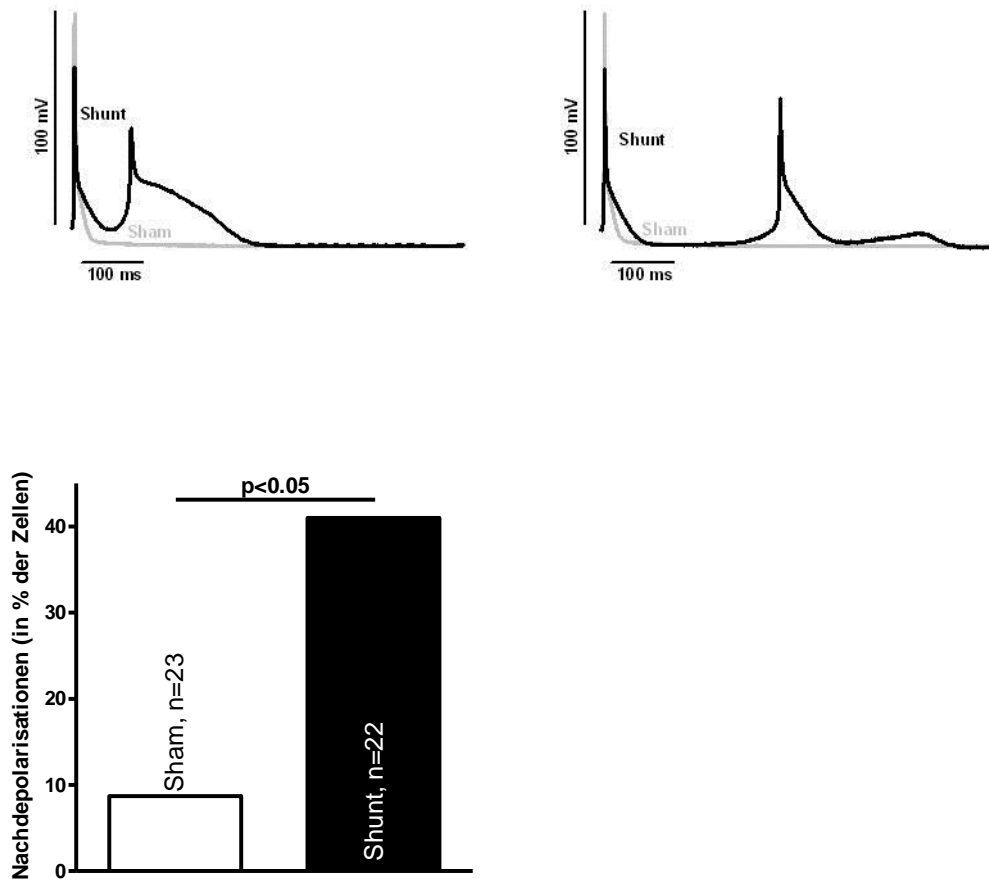 100 mV
Shunt
Sham
100 ms
100 mV
Shunt
Sham
100 ms
Nachdepolarisationen (in % der Zellen)
p<0.05
40
30
20
10
0
Sham, n=23
Shunt, n=22